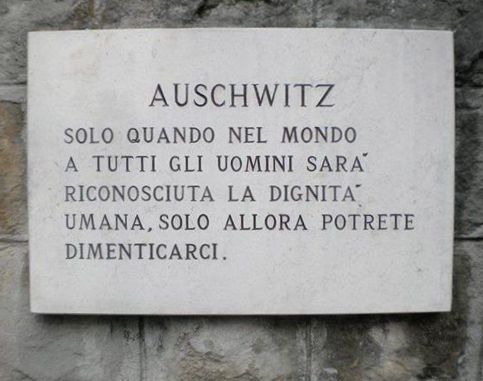 AUSCHWITZ
SOLO QUANDO NEL MONDO
A TUTTI GLI UOMINI SARA´
RICONOSCIUTA LA DIGNITA´
UMANA, SOLO ALLORA POTRETE
DIMENTICARCI.